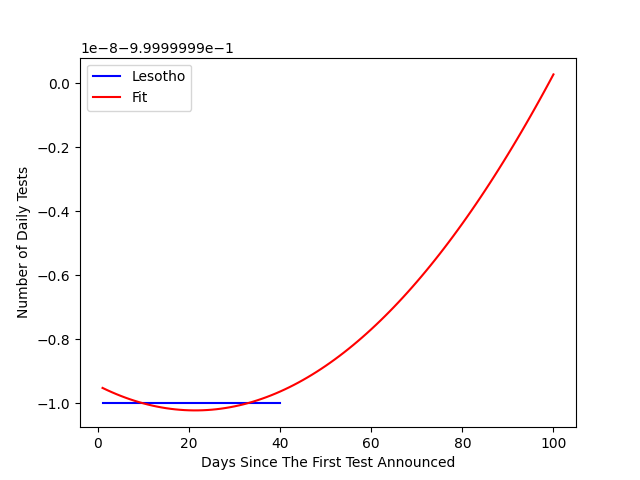 1e−8−9.9999999e−1
Lesotho
Fit
0.0
−0.2
−0.4
−0.6
−0.8
−1.0
Number of Daily Tests
0 20 40 60 80 100
Days Since The First Test Announced